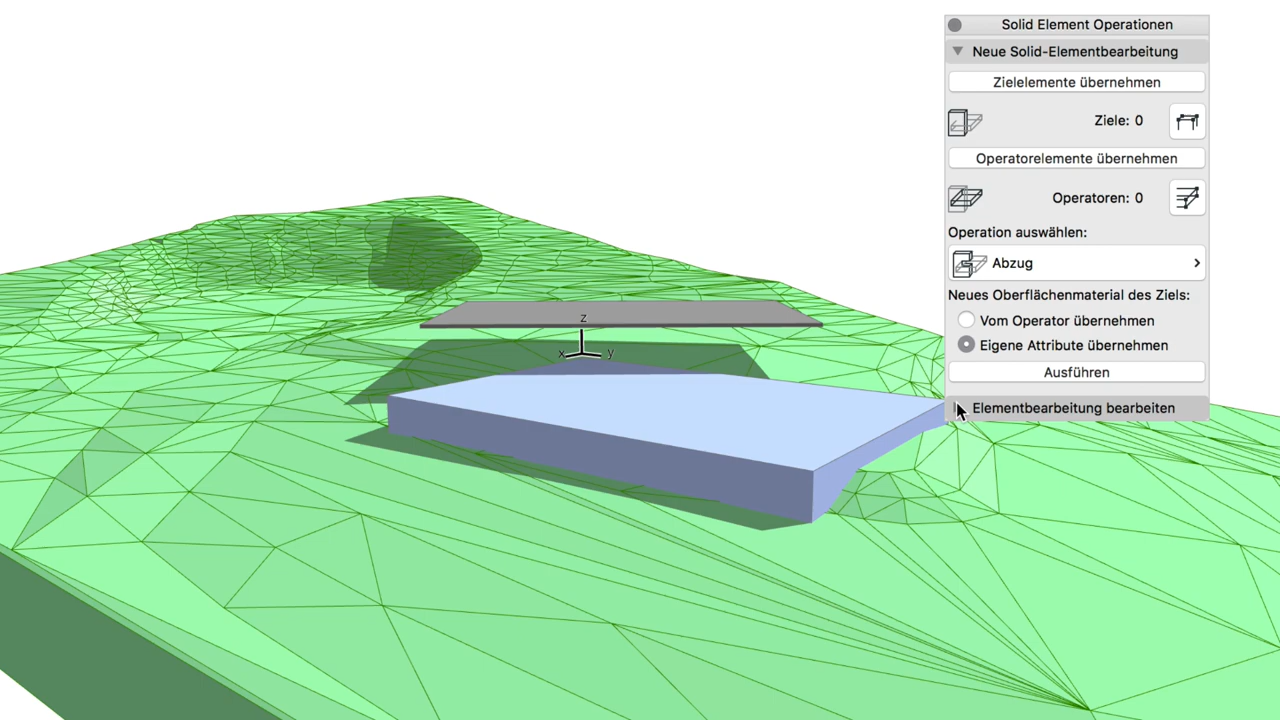 Solid Element Operationen
Neue Solid-Elementbearbeitung
Zielelemente übernehmen
Ziele: 0
Operatorelemente übernehmen
Operatoren: 0
Operation auswählen:
Abzug
Neues Oberflächenmaterial des Ziels:
Vom Operator übernehmen
Eigene Attribute übernehmen
Ausführen
Elementbearbeitung bearbeiten
z
x y